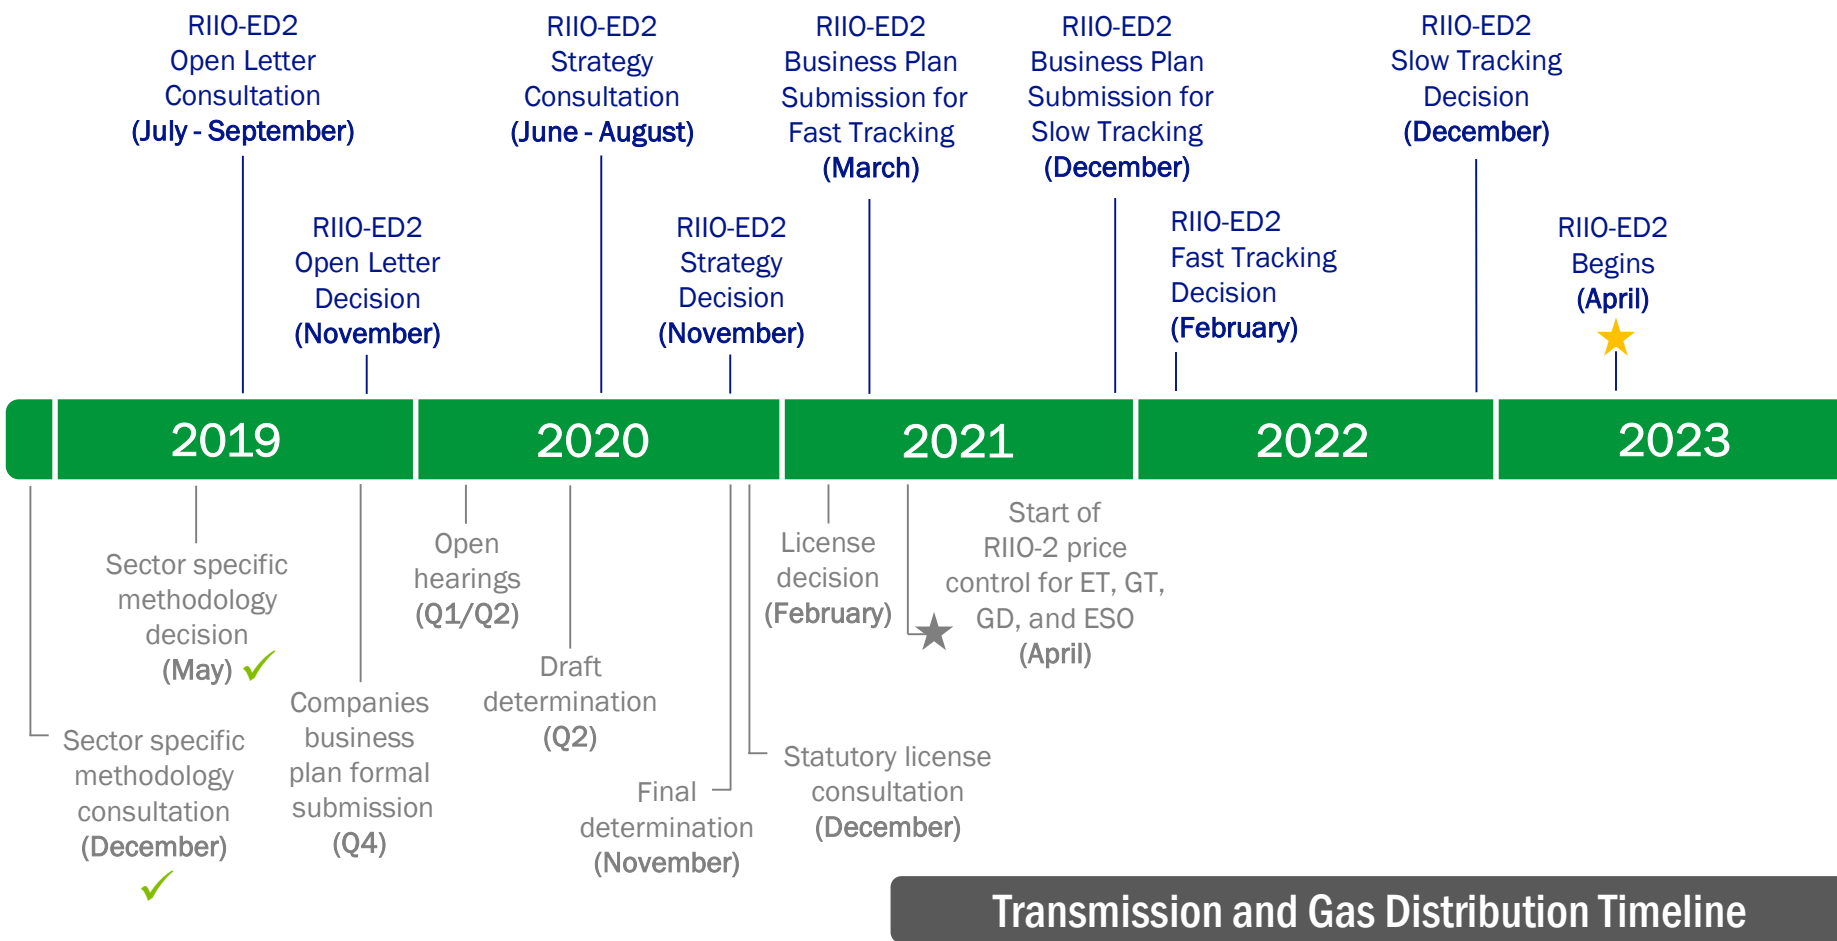 RIIO-ED2
Open Letter
Consultation
(July - September)
RIIO-ED2
Strategy
Consultation
(June - August)
RIIO-ED2
Business Plan
Submission for
Fast Tracking
(March)
RIIO-ED2
Business Plan
Submission for
Slow Tracking
(December)
RIIO-ED2
Slow Tracking
Decision
(December)
RIIO-ED2
Open Letter
Decision
(November)
RIIO-ED2
Strategy
Decision
(November)
RIIO-ED2
Fast Tracking
Decision
(February)
RIIO-ED2
Begins
(April)
2019
2020
2021
2022
2023
Sector specific
methodology
decision
(May)
Open
hearings
(Q1/Q2)
License
decision
(February)
Start of
RIIO-2 price
control for ET, GT,
GD, and ESO
(April)
Sector specific
methodology
consultation
(December)
Companies
business
plan formal
submission
(Q4)
Draft
determination
(Q2)
Final
determination
(November)
Statutory license
consultation
(December)
Transmission and Gas Distribution Timeline